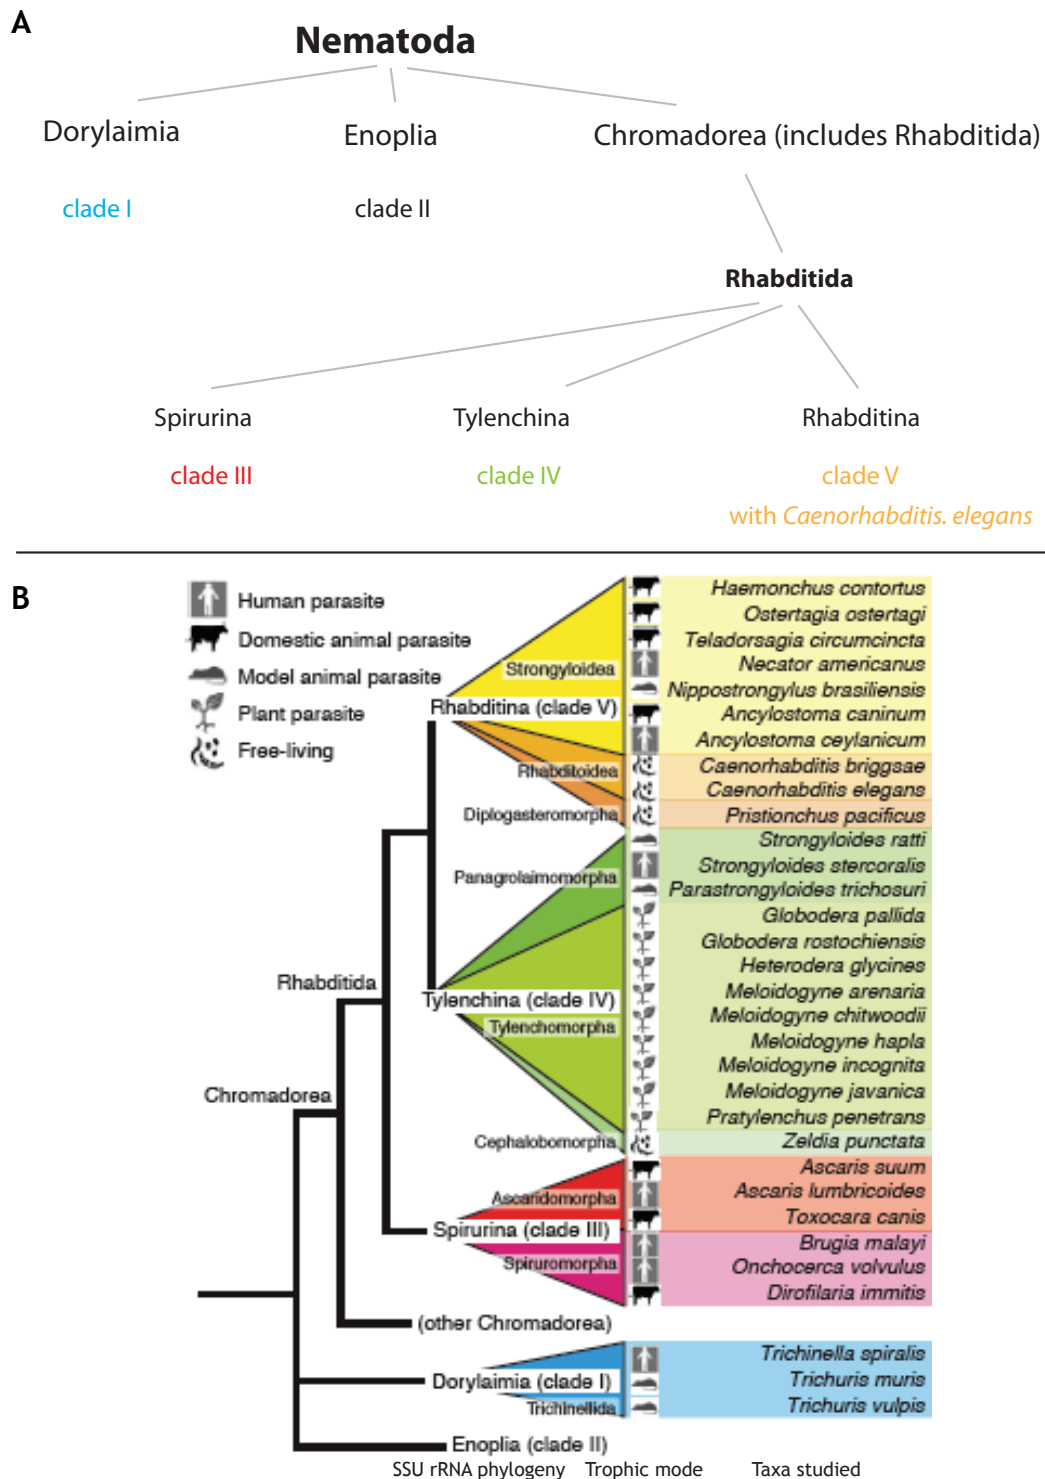 A
Nematoda
Dorylaimia
Enoplia
Chromadorea (includes Rhabditida)
clade I
clade II
Rhabditida
Spirurina
Tylenchina
Rhabditina
clade III
clade IV
clade V
with Caenorhabditis. elegans
B
Human parasite
Domestic animal parasite
Model animal parasite
Plant parasite
Free-living
Strongyloidea
Rhabditina (clade V)
Rhabditoidea
Diplogasteromorpha
Panagrolaimomorpha
Rhabditida
Tylenchina (clade IV)
Tylenchomorpha
Chromadorea
Cephalobomorpha
Ascaridomorpha
Spirurina (clade III)
Spiruromorpha
(other Chromadorea)
Dorylaimia (clade I)
Trichinellida
Enoplia (clade II)
Haemonchus contortus
Ostertagia ostertagi
Teladorsagia circumcincta
Necator americanus
Nippostrongylus brasiliensis
Ancylostoma caninum
Ancylostoma ceylanicum
Caenorhabditis briggsae
Caenorhabditis elegans
Pristionchus pacificus
Strongyloides ratti
Strongyloides stercoralis
Parastrongyloides trichosuri
Globodera pallida
Globodera rostochiensis
Heterodera glycines
Meloidogyne arenaria
Meloidogyne chitwoodii
Meloidogyne hapla
Meloidogyne incognita
Meloidogyne javanica
Pratylenchus penetrans
Zeldia punctata
Ascaris suum
Ascaris lumbricoides
Toxocara canis
Brugia malayi
Onchocerca volvulus
Dirofilaria immitis
Trichinella spiralis
Trichuris muris
Trichuris vulpis
SSU rRNA phylogeny
Trophic mode
Taxa studied